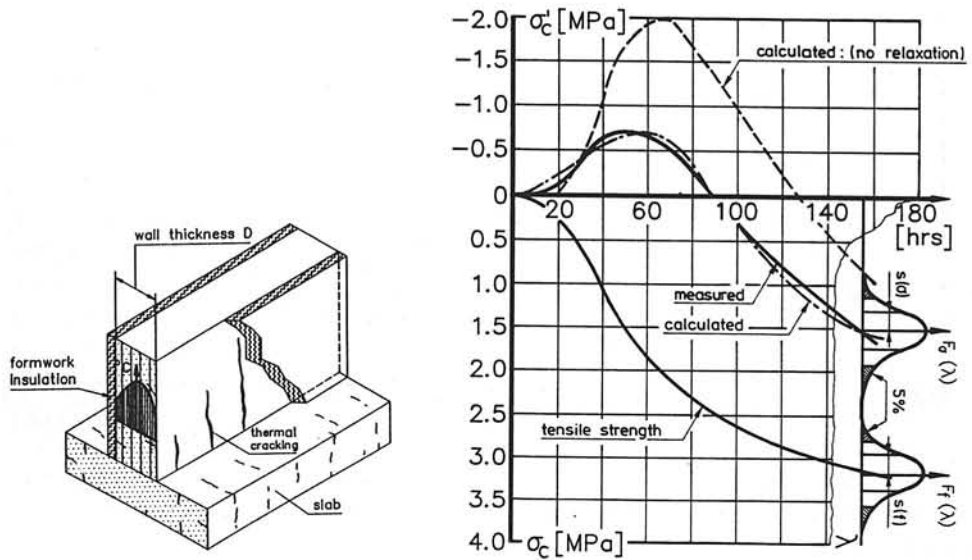 wall thickness D
formwork
Insulation
°C
thermal
cracking
slab
σ'c [MPa]
-2.0
-1.5
-1.0
-0.5
0
0.5
1.0
1.5
2.0
2.5
3.0
3.5
4.0
calculated: (no relaxation)
20
60
100
140
180
[hrs]
measured
calculated
tensile strength
σc [MPa]
s(σ)
Fσ (λ)
5%
s(f)
Ff (λ)
λ